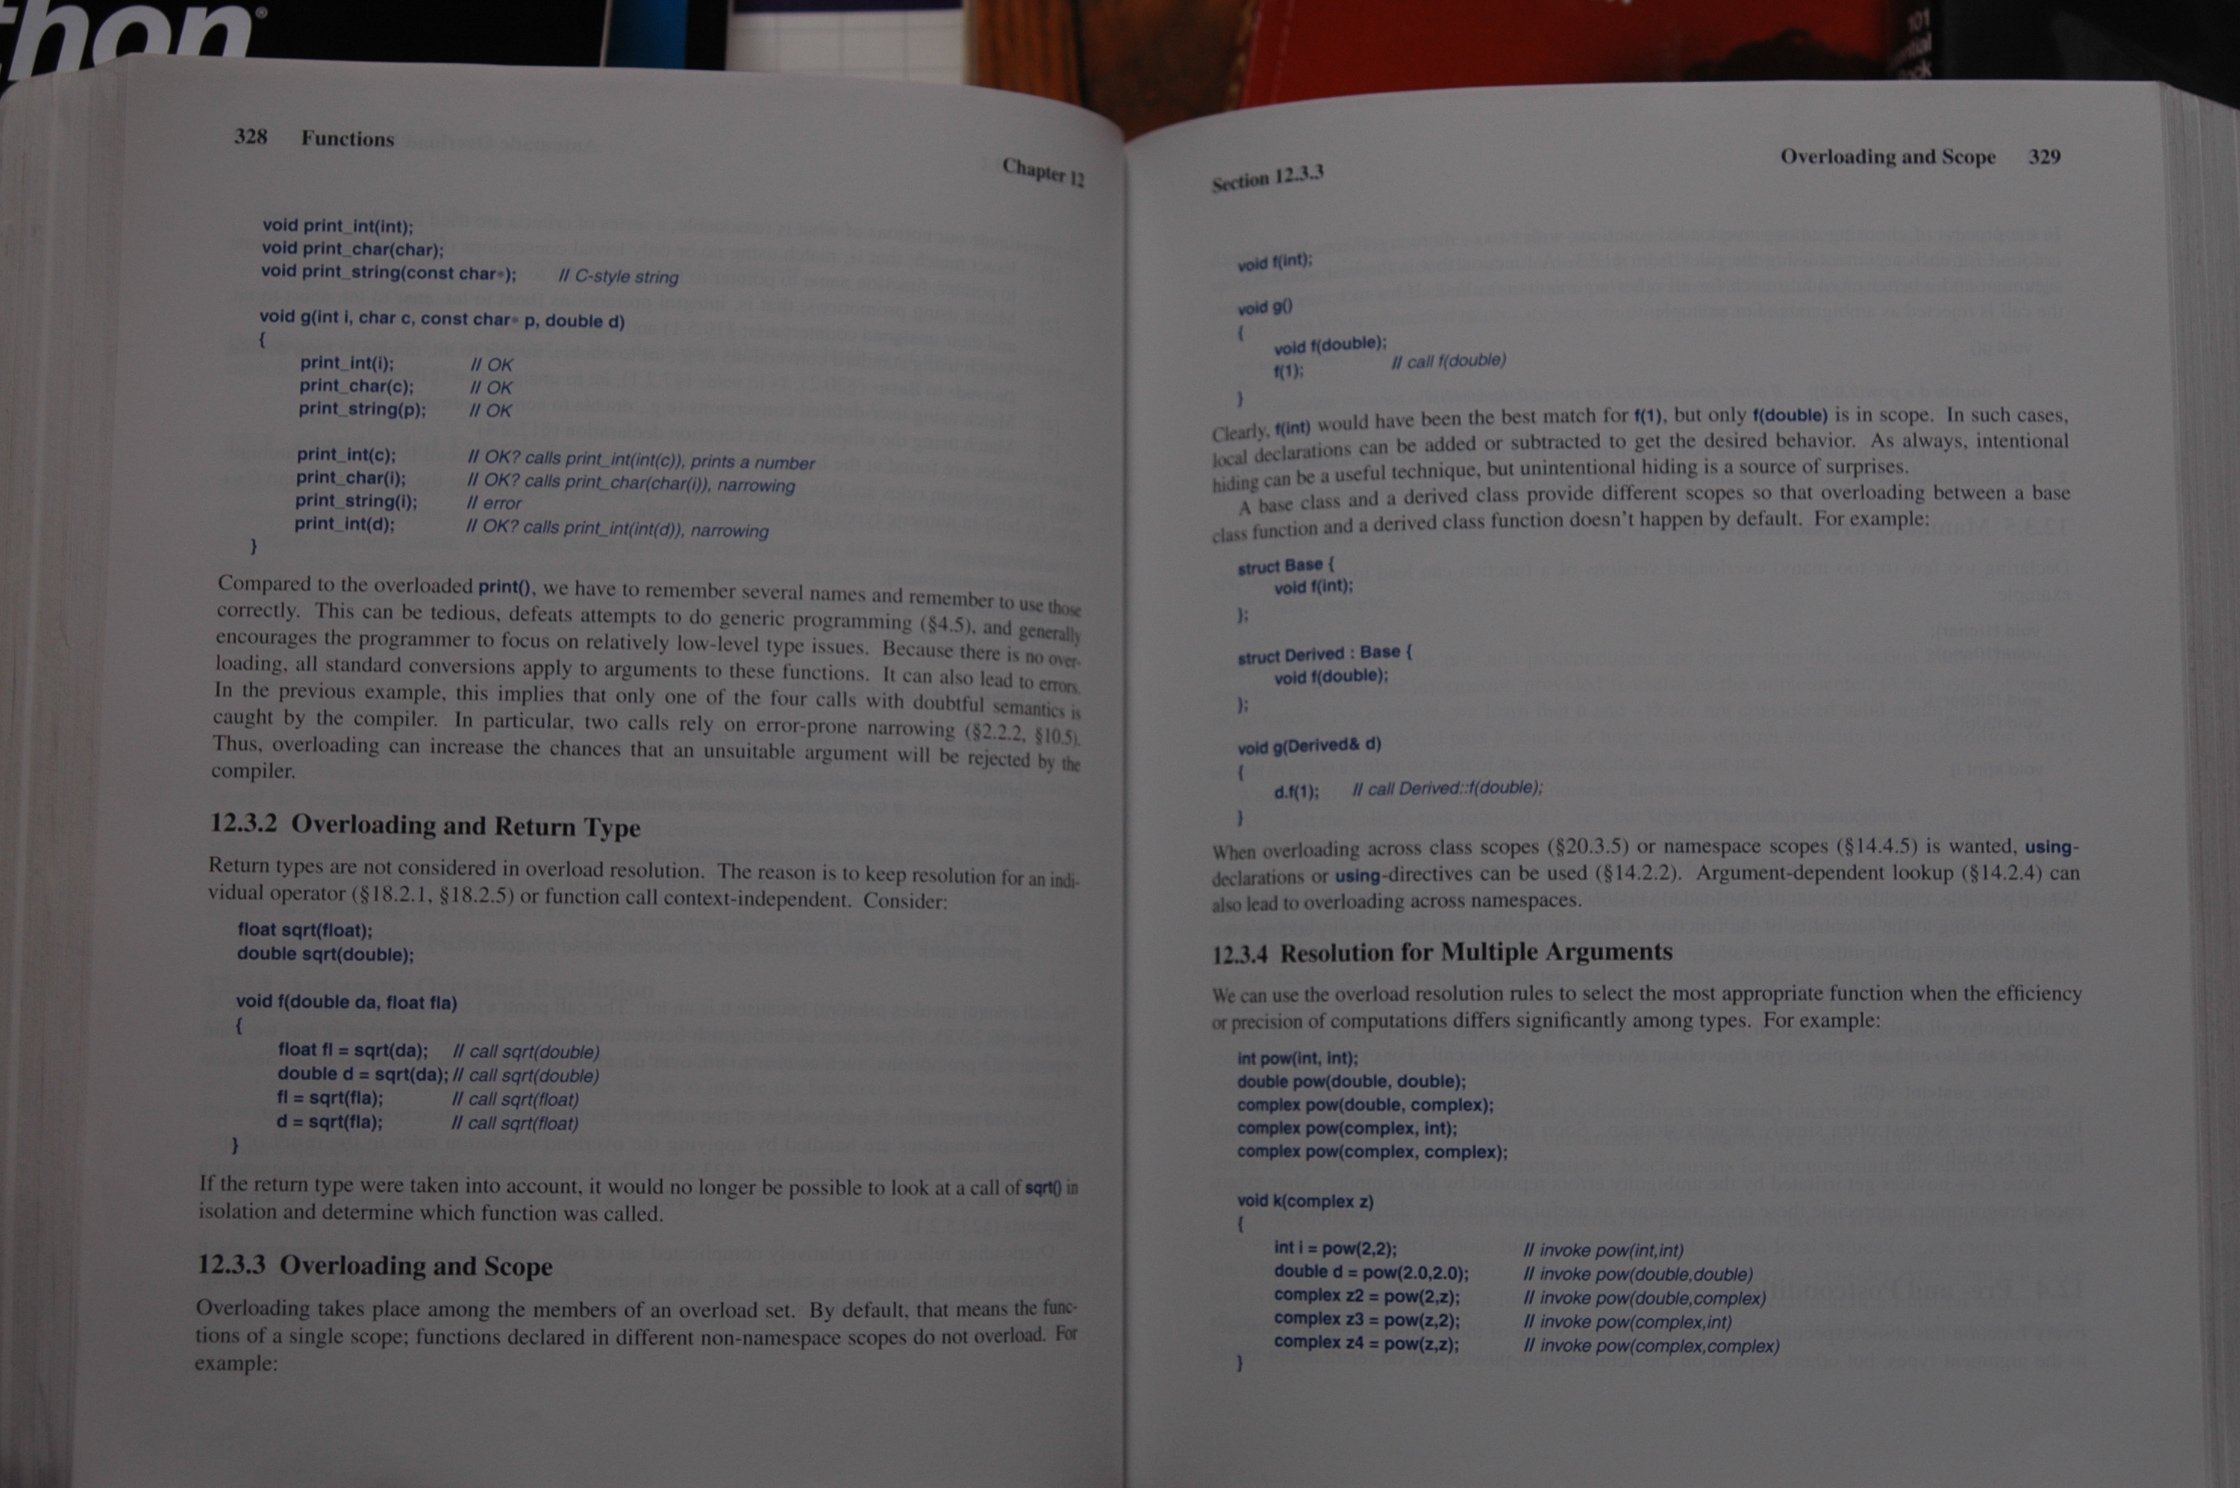 thon®
101
328 Functions
Chapter 12
void print_int(int);
void print_char(char);
void print_string(const char*); // C-style string
void g(int i, char c, const char* p, double d)
{
print_int(i); // OK
print_char(c); // OK
print_string(p); // OK
print_int(c); // OK? calls print_int(int(c)), prints a number
print_char(i); // OK? calls print_char(char(i)), narrowing
print_string(i); // error
print_int(d); // OK? calls print_int(int(d)), narrowing
}
Compared to the overloaded print(), we have to remember several names and remember to use those
correctly. This can be tedious, defeats attempts to do generic programming (§4.5), and generally
encourages the programmer to focus on relatively low-level type issues. Because there is no over-
loading, all standard conversions apply to arguments to these functions. It can also lead to errors.
In the previous example, this implies that only one of the four calls with doubtful semantics is
caught by the compiler. In particular, two calls rely on error-prone narrowing (§2.2.2, §10.5).
Thus, overloading can increase the chances that an unsuitable argument will be rejected by the
compiler.
12.3.2 Overloading and Return Type
Return types are not considered in overload resolution. The reason is to keep resolution for an indi-
vidual operator (§18.2.1, §18.2.5) or function call context-independent. Consider:
float sqrt(float);
double sqrt(double);
void f(double da, float fla)
{
float fl = sqrt(da); // call sqrt(double)
double d = sqrt(da); // call sqrt(double)
fl = sqrt(fla); // call sqrt(float)
d = sqrt(fla); // call sqrt(float)
}
If the return type were taken into account, it would no longer be possible to look at a call of sqrt() in
isolation and determine which function was called.
12.3.3 Overloading and Scope
Overloading takes place among the members of an overload set. By default, that means the func-
tions of a single scope; functions declared in different non-namespace scopes do not overload. For
example:
Section 12.3.3
Overloading and Scope 329
void f(int);
void g()
{
void f(double);
f(1); // call f(double)
}
Clearly, f(int) would have been the best match for f(1), but only f(double) is in scope. In such cases,
local declarations can be added or subtracted to get the desired behavior. As always, intentional
hiding can be a useful technique, but unintentional hiding is a source of surprises.
A base class and a derived class provide different scopes so that overloading between a base
class function and a derived class function doesn't happen by default. For example:
struct Base {
void f(int);
};
struct Derived : Base {
void f(double);
};
void g(Derived& d)
{
d.f(1); // call Derived::f(double);
}
When overloading across class scopes (§20.3.5) or namespace scopes (§14.4.5) is wanted, using-
declarations or using-directives can be used (§14.2.2). Argument-dependent lookup (§14.2.4) can
also lead to overloading across namespaces.
12.3.4 Resolution for Multiple Arguments
We can use the overload resolution rules to select the most appropriate function when the efficiency
or precision of computations differs significantly among types. For example:
int pow(int, int);
double pow(double, double);
complex pow(double, complex);
complex pow(complex, int);
complex pow(complex, complex);
void k(complex z)
{
int i = pow(2,2); // invoke pow(int,int)
double d = pow(2.0,2.0); // invoke pow(double,double)
complex z2 = pow(2,z); // invoke pow(double,complex)
complex z3 = pow(z,2); // invoke pow(complex,int)
complex z4 = pow(z,z); // invoke pow(complex,complex)
}